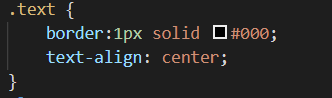 .text {
border:1px solid #000;
text-align: center;
}